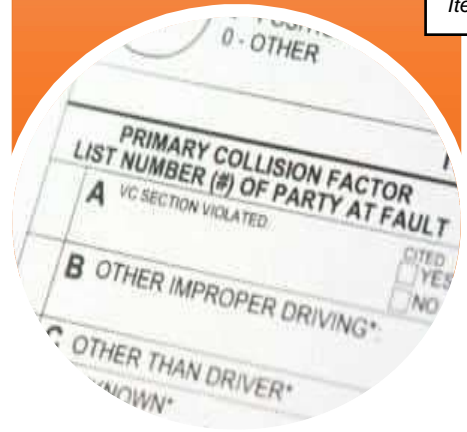 Ite
0 - OTHER
PRIMARY COLLISION FACTOR
LIST NUMBER (#) OF PARTY AT FAULT
A VC SECTION VIOLATED:
CITED
YES
NO
B OTHER IMPROPER DRIVING*:
C OTHER THAN DRIVER*